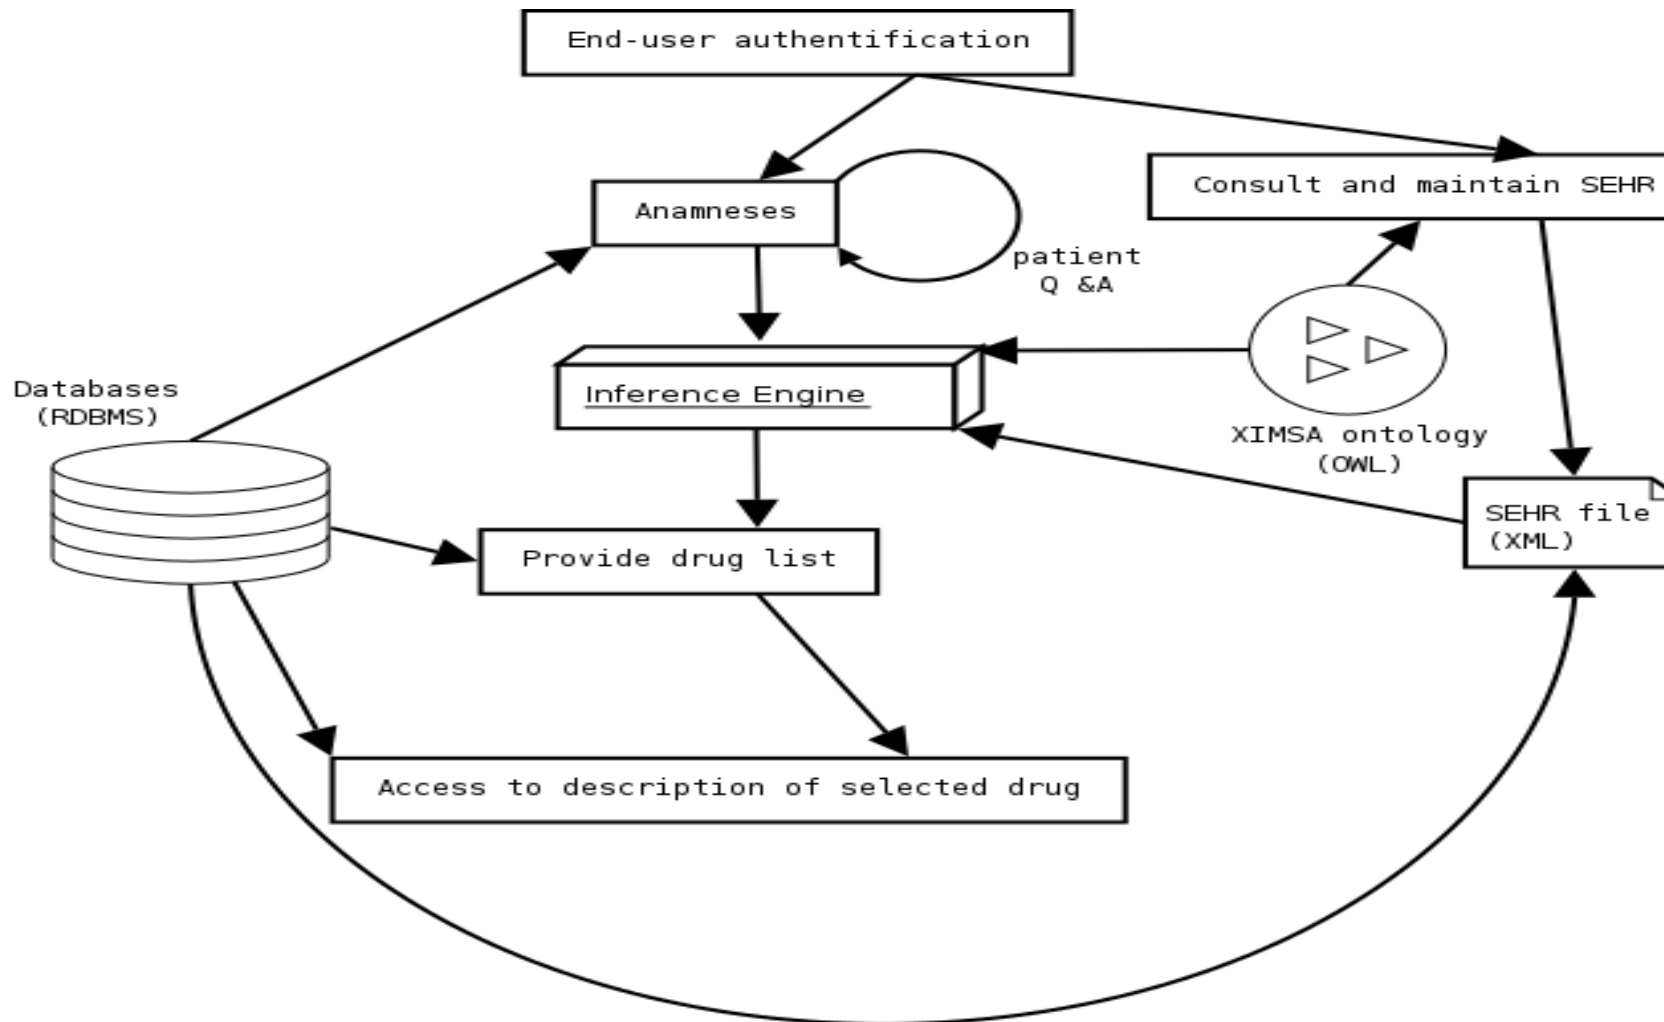 End-user authentification
Consult and maintain SEHR
Anamneses
patient
Q &A
Databases
(RDBMS)
Inference Engine
XIMSA ontology
(OWL)
SEHR file
(XML)
Provide drug list
Access to description of selected drug